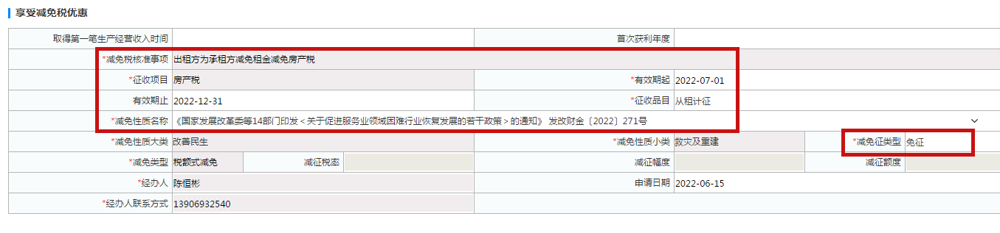 享受减免税优惠
取得第一笔生产经营收入时间 首次获利年度
*减免税核准事项 出租方为承租方减免租金减免房产税
*征收项目 房产税 *有效期起 2022-07-01
有效期止 2022-12-31 *征收品目 从租计征
*减免性质名称 《国家发展改革委等14部门印发＜关于促进服务业领域困难行业恢复发展的若干政策＞的通知》 发改财金〔2022〕271号
*减免性质大类 改善民生 *减免性质小类 救灾及重建 *减免征类型 免征
*减免类型 税额式减免 减征税率 减征幅度 减征额度
*经办人 陈恒彬 申请日期 2022-06-15
*经办人联系方式 13906932540